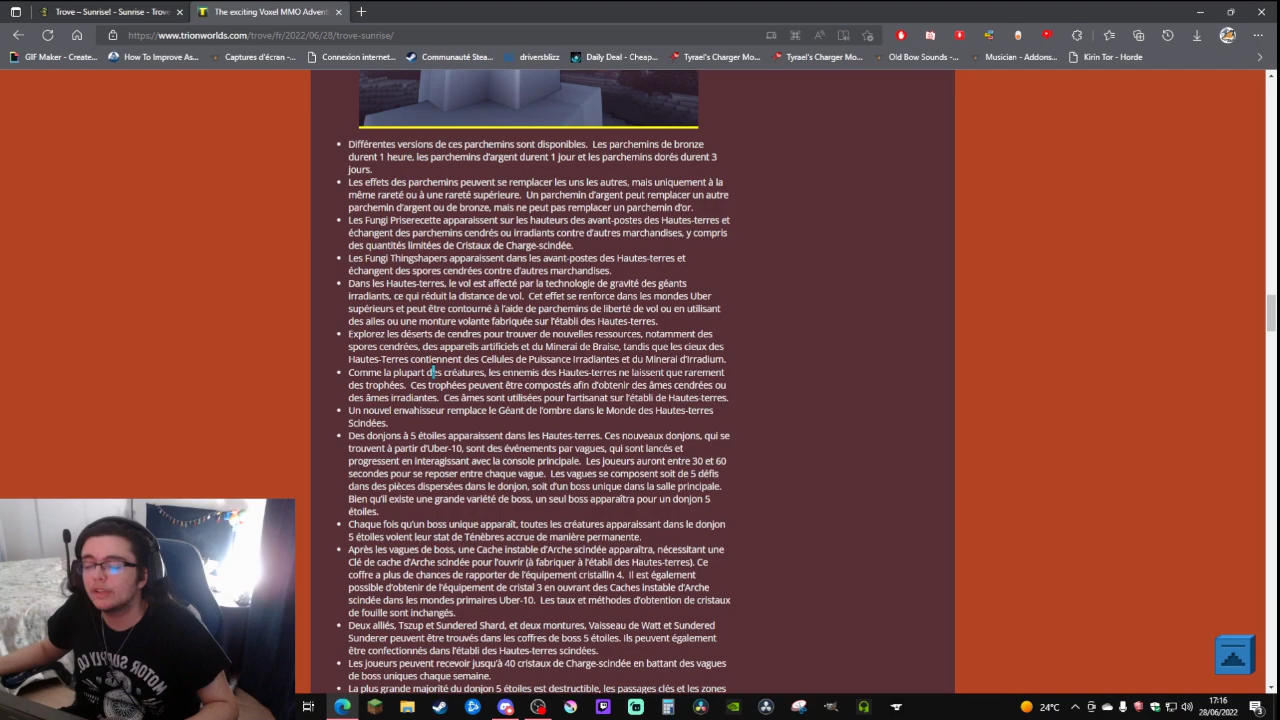 Trove – Sunrise! - Sunrise - Trove
The exciting Voxel MMO Advent
https://www.trionworlds.com/trove/fr/2022/06/28/trove-sunrise/
GIF Maker - Create...
How To Improve As...
Captures d'écran -...
Connexion internet...
Communauté Stea...
driversblizz
Daily Deal - Cheap...
Tyrael's Charger Mo...
Tyrael's Charger Mo...
Old Bow Sounds -...
Musician - Addons...
Kirin Tor - Horde
Différentes versions de ces parchemins sont disponibles. Les parchemins de bronze
durent 1 heure, les parchemins d'argent durent 1 jour et les parchemins dorés durent 3
jours.
Les effets des parchemins peuvent se remplacer les uns les autres, mais uniquement à la
même rareté ou à une rareté supérieure. Un parchemin d'argent peut remplacer un autre
parchemin d'argent ou de bronze, mais ne peut pas remplacer un parchemin d'or.
Les Fungi Priserecette apparaissent sur les hauteurs des avant-postes des Hautes-terres et
échangent des parchemins cendrés ou irradiants contre d'autres marchandises, y compris
des quantités limitées de Cristaux de Charge-scindée.
Les Fungi Thingshapers apparaissent dans les avant-postes des Hautes-terres et
échangent des spores cendrées contre d'autres marchandises.
Dans les Hautes-terres, le vol est affecté par la technologie de gravité des géants
irradiants, ce qui réduit la distance de vol. Cet effet se renforce dans les mondes Uber
supérieurs et peut être contourné à l'aide de parchemins de liberté de vol ou en utilisant
des ailes ou une monture volante fabriquée sur l'établi des Hautes-terres.
Explorez les déserts de cendres pour trouver de nouvelles ressources, notamment des
spores cendrées, des appareils artificiels et du Minerai de Braise, tandis que les cieux des
Hautes-Terres contiennent des Cellules de Puissance Irradiantes et du Minerai d'Irradium.
Comme la plupart des créatures, les ennemis des Hautes-terres ne laissent que rarement
des trophées. Ces trophées peuvent être compostés afin d'obtenir des âmes cendrées ou
des âmes irradiantes. Ces âmes sont utilisées pour l'artisanat sur l'établi de Hautes-terres.
Un nouvel envahisseur remplace le Géant de l'ombre dans le Monde des Hautes-terres
Scindées.
Des donjons à 5 étoiles apparaissent dans les Hautes-terres. Ces nouveaux donjons, qui se
trouvent à partir d'Uber-10, sont des événements par vagues, qui sont lancés et
progressent en interagissant avec la console principale. Les joueurs auront entre 30 et 60
secondes pour se reposer entre chaque vague. Les vagues se composent soit de 5 défis
dans des pièces dispersées dans le donjon, soit d'un boss unique dans la salle principale.
Bien qu'il existe une grande variété de boss, un seul boss apparaîtra pour un donjon 5
étoiles.
Chaque fois qu'un boss unique apparaît, toutes les créatures apparaissant dans le donjon
5 étoiles voient leur stat de Ténèbres accrue de manière permanente.
Après les vagues de boss, une Cache instable d'Arche scindée apparaîtra, nécessitant une
Clé de cache d'Arche scindée pour l'ouvrir (à fabriquer à l'établi des Hautes-terres). Ce
coffre a plus de chances de rapporter de l'équipement cristallin 4. Il est également
possible d'obtenir de l'équipement de cristal 3 en ouvrant des Caches instable d'Arche
scindée dans les mondes primaires Uber-10. Les taux et méthodes d'obtention de cristaux
de fouille sont inchangés.
Deux alliés, Tszup et Sundered Shard, et deux montures, Vaisseau de Watt et Sundered
Sunderer peuvent être trouvés dans les coffres de boss 5 étoiles. Ils peuvent également
être confectionnés dans l'établi des Hautes-terres scindées.
Les joueurs peuvent recevoir jusqu'à 40 cristaux de Charge-scindée en battant des vagues
de boss uniques chaque semaine.
La plus grande majorité du donjon 5 étoiles est destructible, les passages clés et les zones
MOTOR SUPPLY CO.
24°C
17:16
28/06/2022